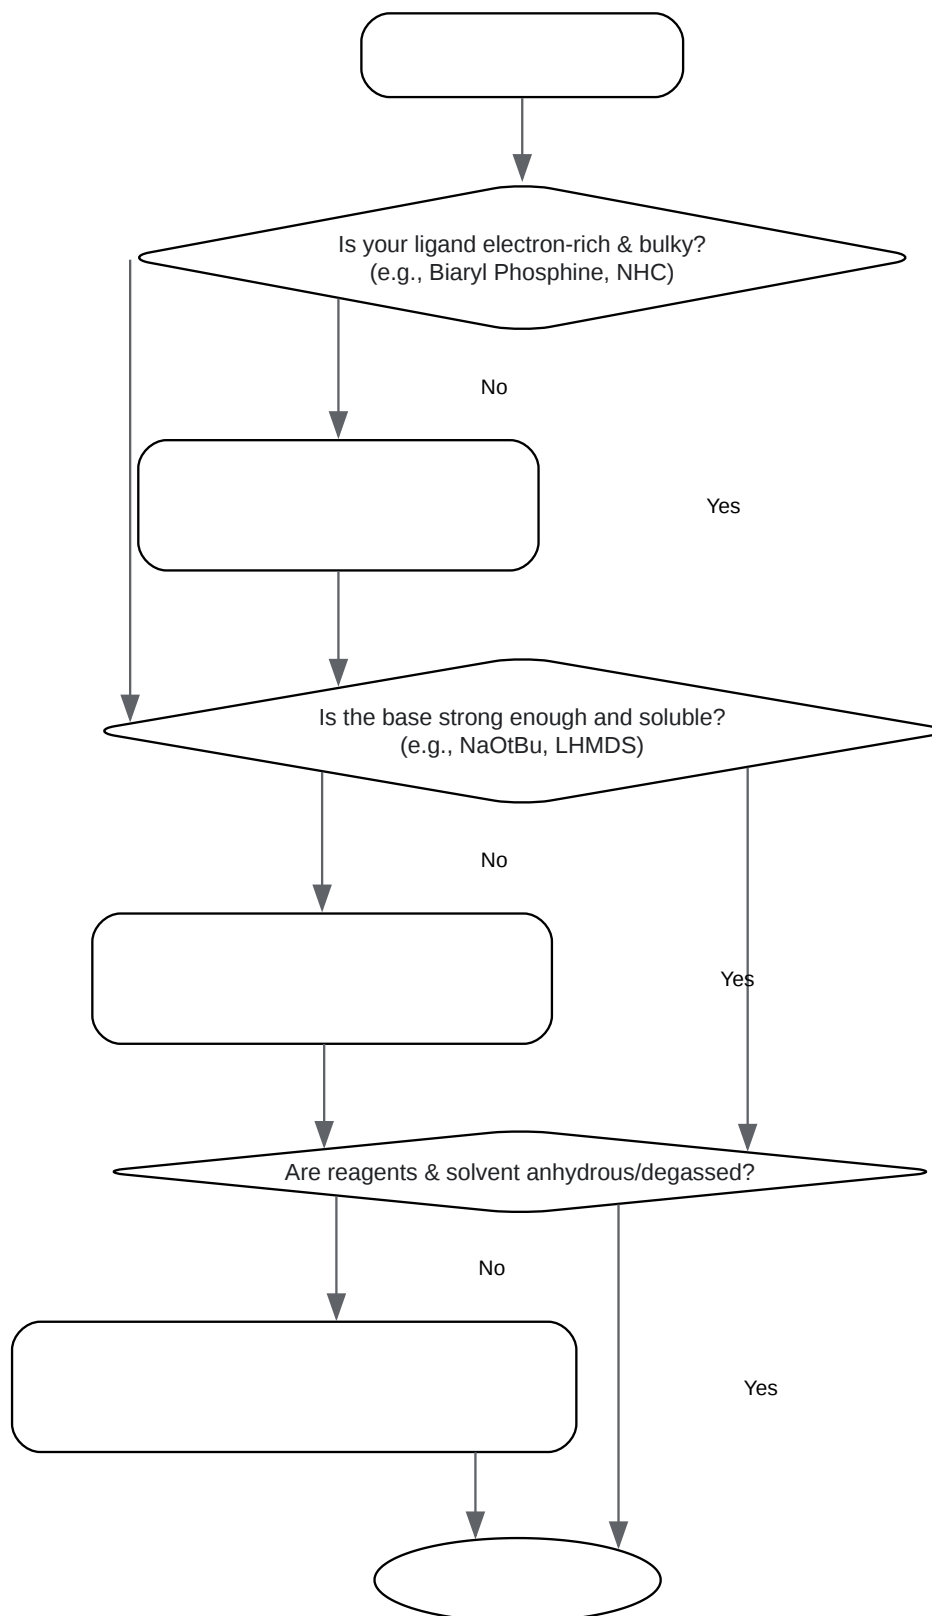 Is your ligand electron-rich & bulky?
(e.g., Biaryl Phosphine, NHC)
No
Yes
Is the base strong enough and soluble?
(e.g., NaOtBu, LHMDS)
No
Yes
Are reagents & solvent anhydrous/degassed?
No
Yes